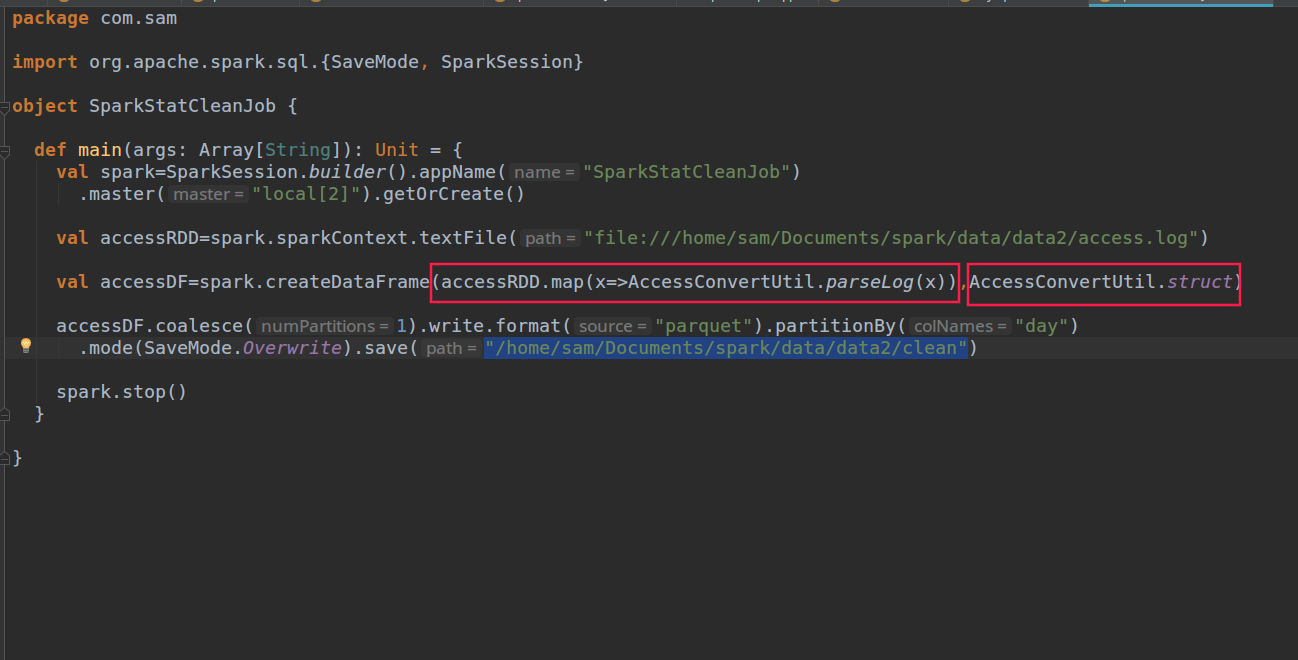 package com.sam
import org.apache.spark.sql.{SaveMode, SparkSession}
object SparkStatCleanJob {
def main(args: Array[String]): Unit = {
val spark=SparkSession.builder().appName( name = "SparkStatCleanJob")
.master( master = "local[2]").getOrCreate()
val accessRDD=spark.sparkContext.textFile( path = "file:///home/sam/Documents/spark/data/data2/access.log")
val accessDF=spark.createDataFrame(accessRDD.map(x=>AccessConvertUtil.parseLog(x)),AccessConvertUtil.struct)
accessDF.coalesce( numPartitions = 1).write.format( source = "parquet").partitionBy( colNames = "day")
.mode(SaveMode.Overwrite).save( path = "/home/sam/Documents/spark/data/data2/clean")
spark.stop()
}
}